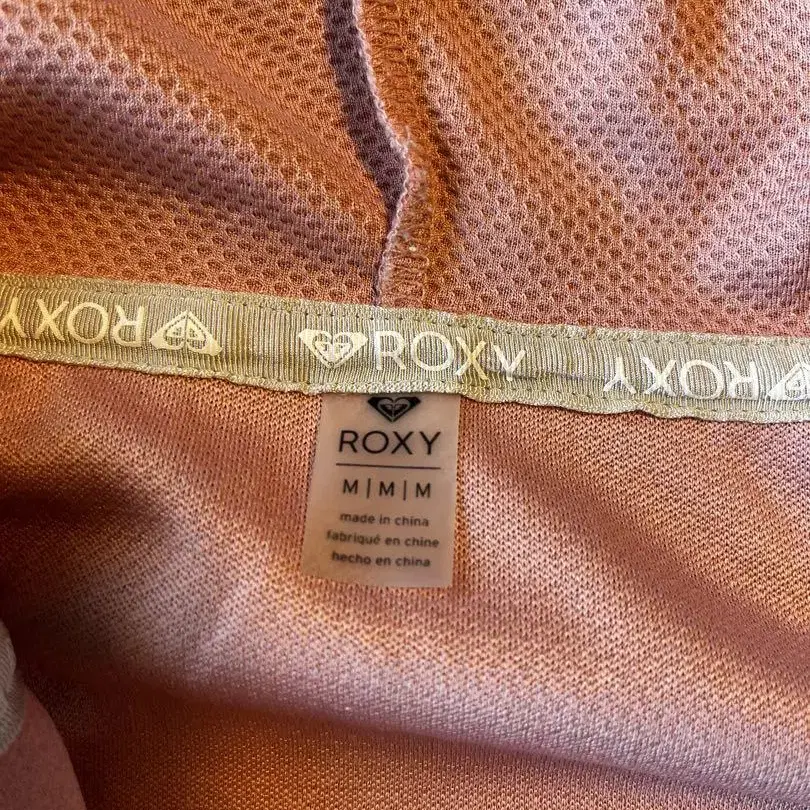 ROXY ROXY ROXY
ROXY
M | M | M
made in china
fabriqué en chine
hecho en china